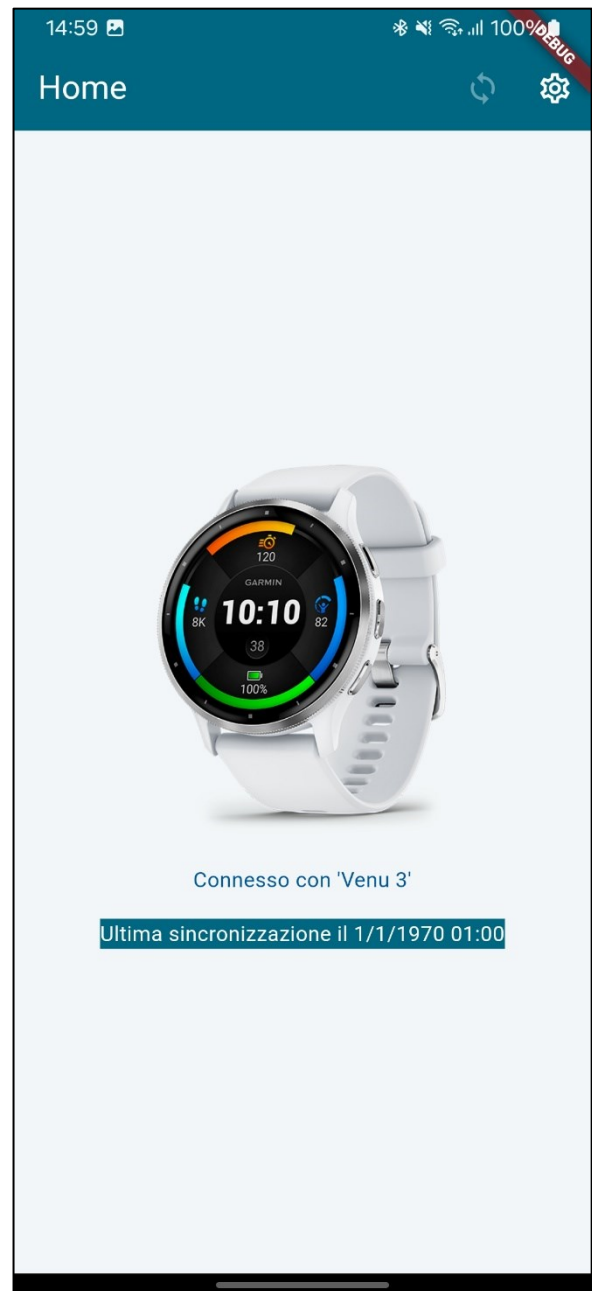 14:59 100%
DEBUG
Home
120
GARMIN
8K 10:10 82
38
100%
Connesso con 'Venu 3'
Ultima sincronizzazione il 1/1/1970 01:00